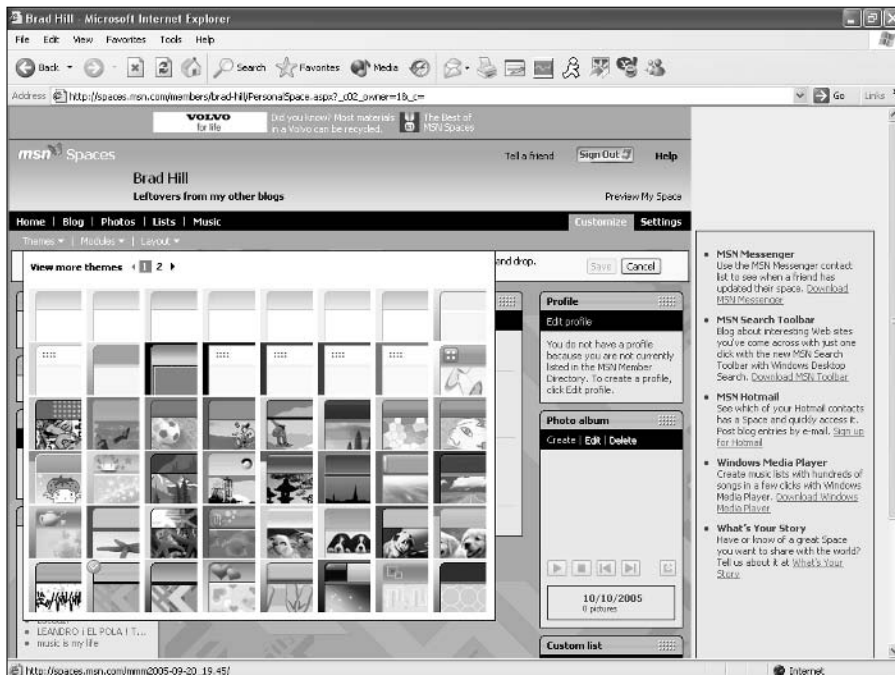 Brad Hill - Microsoft Internet Explorer
File Edit View Favorites Tools Help
Back Search Favorites Media
Address http://spaces.msn.com/members/brad-hill/PersonalSpace.aspx?_c02_owner=1&_c= Go Links
VOLVO
for life
Did you know? Most materials
in a Volvo can be recycled.
The Best of
MSN Spaces
msn Spaces
Tell a friend Sign Out Help
Brad Hill
Leftovers from my other blogs
Preview My Space
Home | Blog | Photos | Lists | Music Customize Settings
Themes | Modules | Layout
View more themes 1 2
and drop.
Save Cancel
Profile
Edit profile
You do not have a profile
because you are not currently
listed in the MSN Member
Directory. To create a profile,
click Edit profile.
Photo album
Create | Edit | Delete
10/10/2005
0 pictures
Custom list
LEANDRO i EL POLA ! T...
music is my life
MSN Messenger
Use the MSN Messenger contact
list to see when a friend has
updated their space. Download
MSN Messenger
MSN Search Toolbar
Blog about interesting Web sites
you've come across with just one
click with the new MSN Search
Toolbar with Windows Desktop
Search. Download MSN Toolbar
MSN Hotmail
See which of your Hotmail contacts
has a Space and quickly access it.
Post blog entries by e-mail. Sign up
for Hotmail
Windows Media Player
Create music lists with hundreds of
songs in a few clicks with Windows
Media Player. Download Windows
Media Player
What's Your Story
Have or know of a great Space
you want to share with the world?
Tell us about it at What's Your
Story
http://spaces.msn.com/mmm2005-09-20_19.45/ Internet